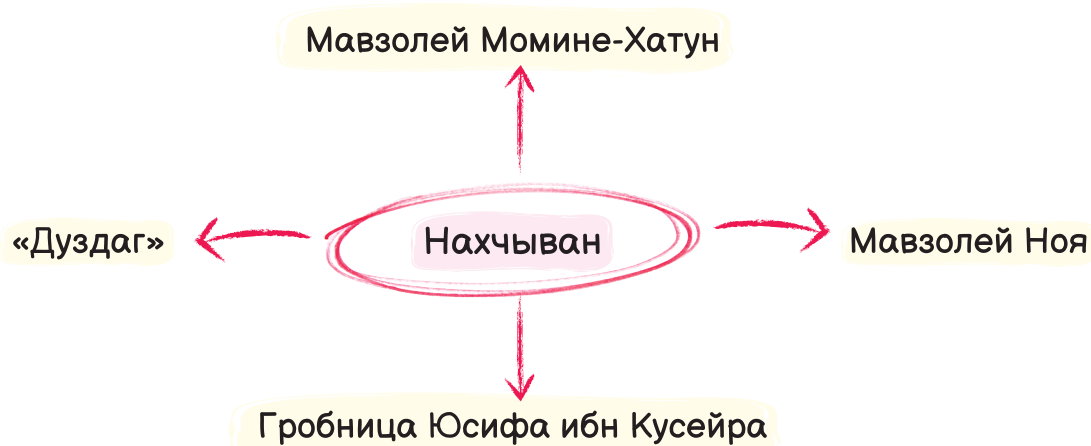 Мавзолей Момине-Хатун
«Дуздаг»
Нахчыван
Мавзолей Ноя
Гробница Юсифа ибн Кусейра